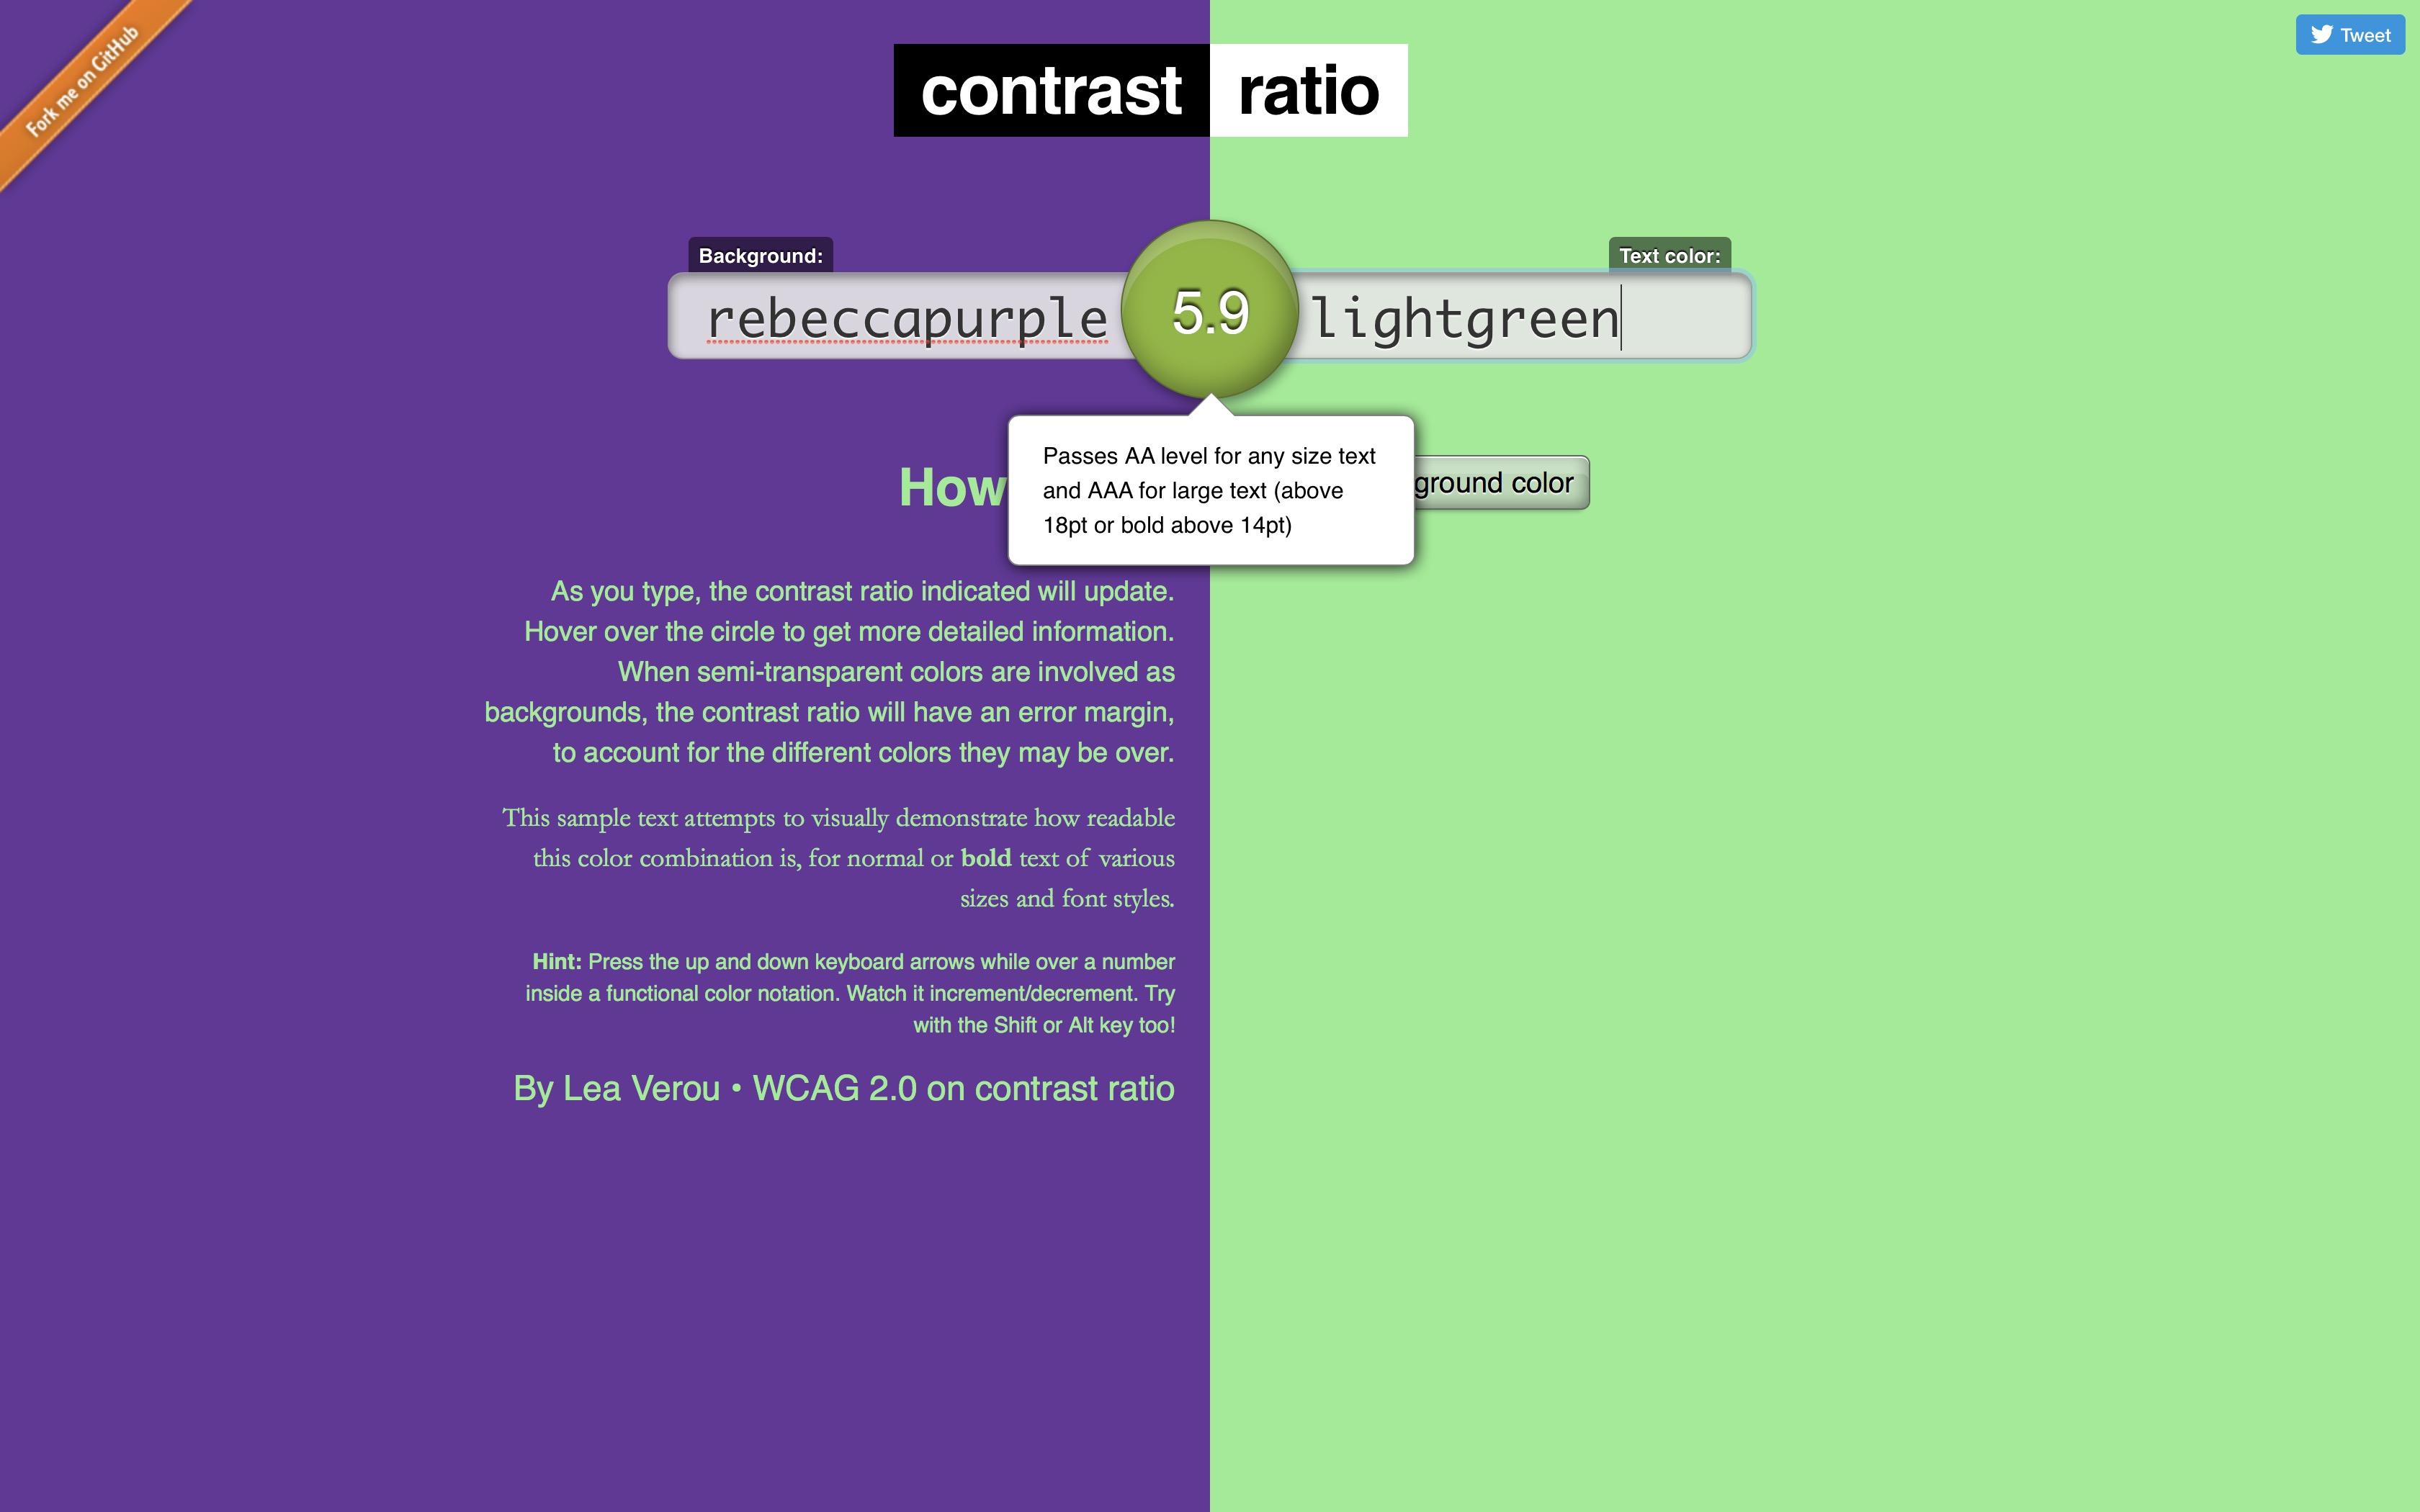 Fork me on GitHub
Tweet
contrast ratio
Background:
Text color:
rebeccapurple 5.9 lightgreen
Passes AA level for any size text
and AAA for large text (above
18pt or bold above 14pt)
How
ground color
As you type, the contrast ratio indicated will update.
Hover over the circle to get more detailed information.
When semi-transparent colors are involved as
backgrounds, the contrast ratio will have an error margin,
to account for the different colors they may be over.
This sample text attempts to visually demonstrate how readable
this color combination is, for normal or bold text of various
sizes and font styles.
Hint: Press the up and down keyboard arrows while over a number
inside a functional color notation. Watch it increment/decrement. Try
with the Shift or Alt key too!
By Lea Verou • WCAG 2.0 on contrast ratio